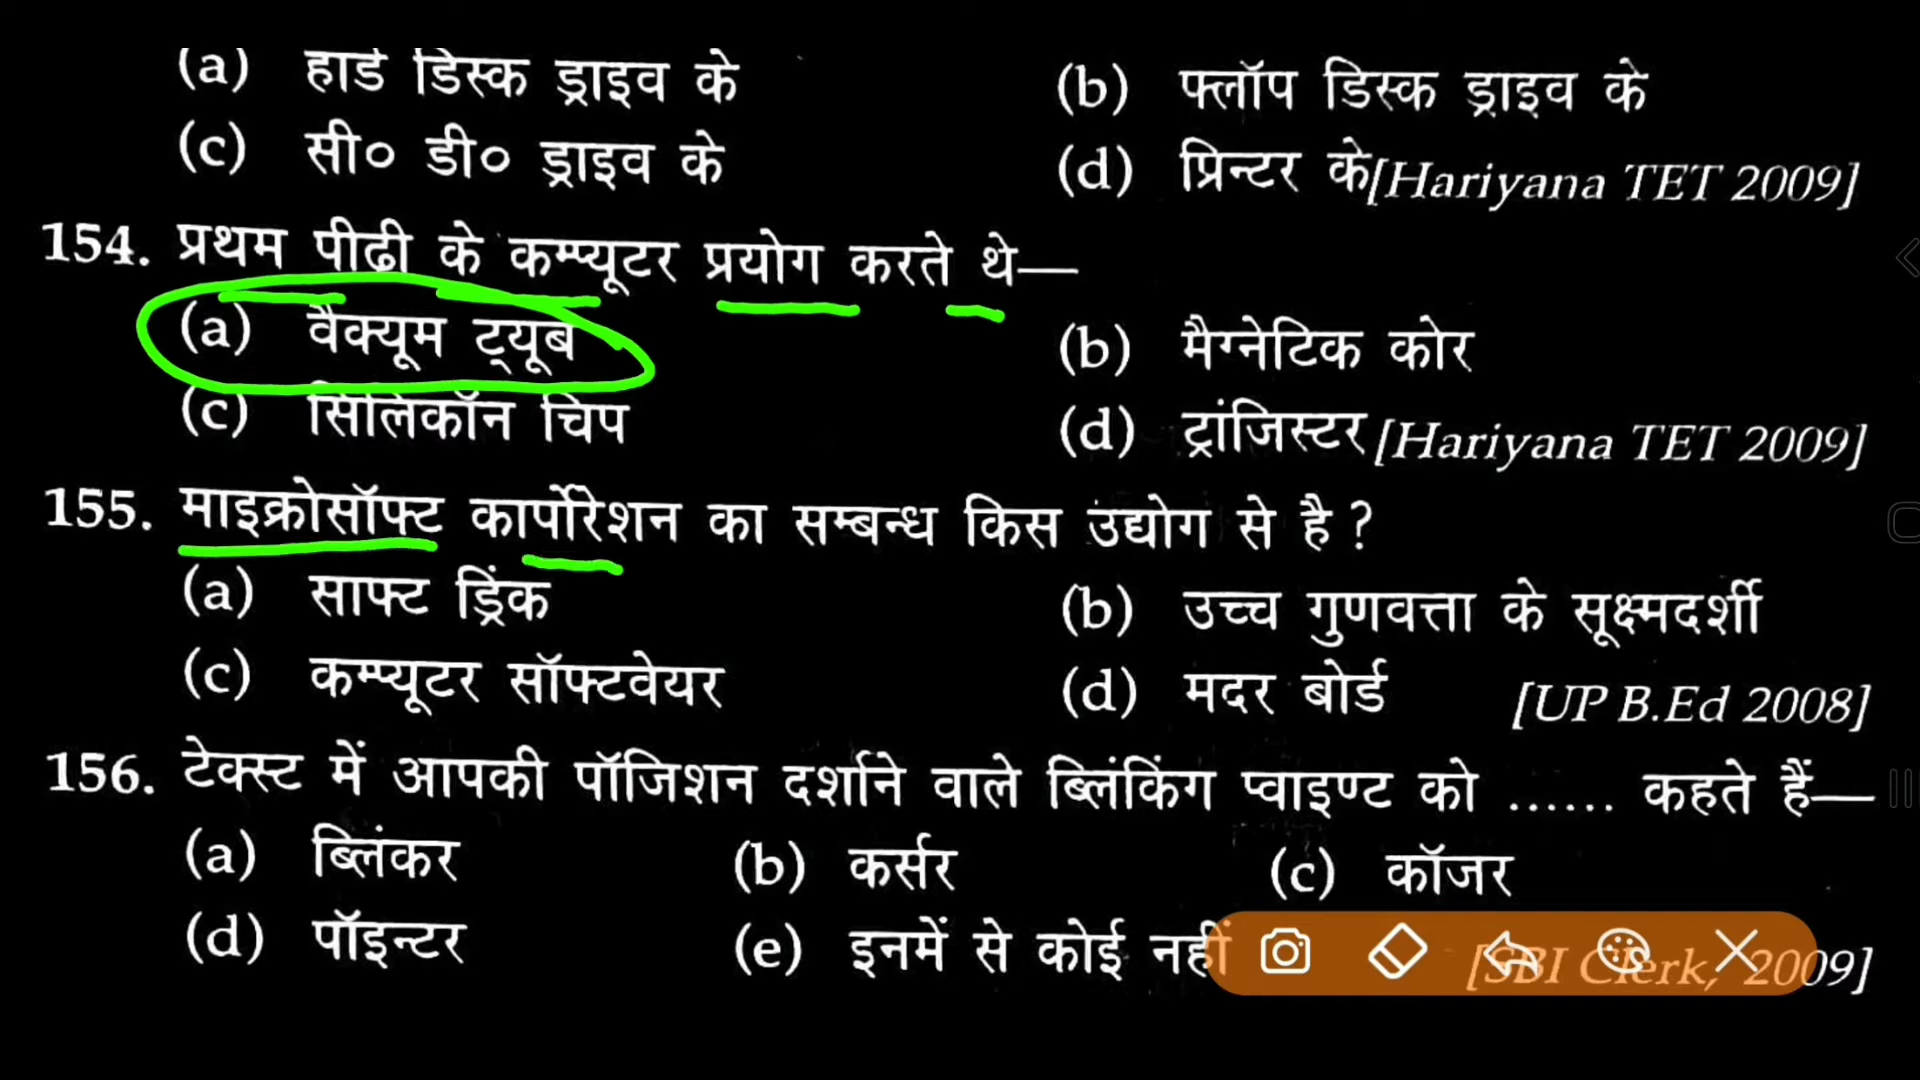 (a) हार्ड डिस्क ड्राइव के (b) फ्लॉप डिस्क ड्राइव के
(c) सी० डी० ड्राइव के (d) प्रिन्टर के[Hariyana TET 2009]
154. प्रथम पीढी के कम्प्यूटर प्रयोग करते थे—
(a) वैक्यूम ट्यूब (b) मैग्नेटिक कोर
(c) सिलिकॉन चिप (d) ट्रांजिस्टर [Hariyana TET 2009]
155. माइक्रोसॉफ्ट कार्पोरेशन का सम्बन्ध किस उद्योग से है ?
(a) साफ्ट ड्रिंक (b) उच्च गुणवत्ता के सूक्ष्मदर्शी
(c) कम्प्यूटर सॉफ्टवेयर (d) मदर बोर्ड [UP B.Ed 2008]
156. टेक्स्ट में आपकी पॉजिशन दर्शाने वाले ब्लिंकिंग प्वाइण्ट को ...... कहते हैं—
(a) ब्लिंकर (b) कर्सर (c) कॉजर
(d) पॉइन्टर (e) इनमें से कोई नहीं [SBI Clerk, 2009]